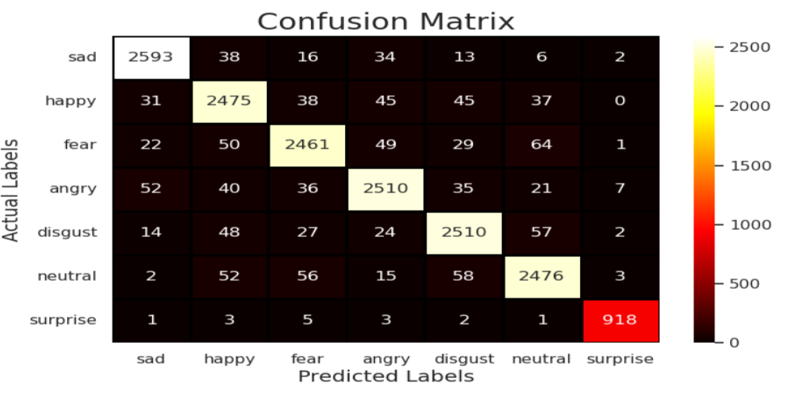 Confusion Matrix
Actual Labels
sad 2593 38 16 34 13 6 2
happy 31 2475 38 45 45 37 0
fear 22 50 2461 49 29 64 1
angry 52 40 36 2510 35 21 7
disgust 14 48 27 24 2510 57 2
neutral 2 52 56 15 58 2476 3
surprise 1 3 5 3 2 1 918
sad happy fear angry disgust neutral surprise
Predicted Labels
2500
2000
1500
1000
500
0